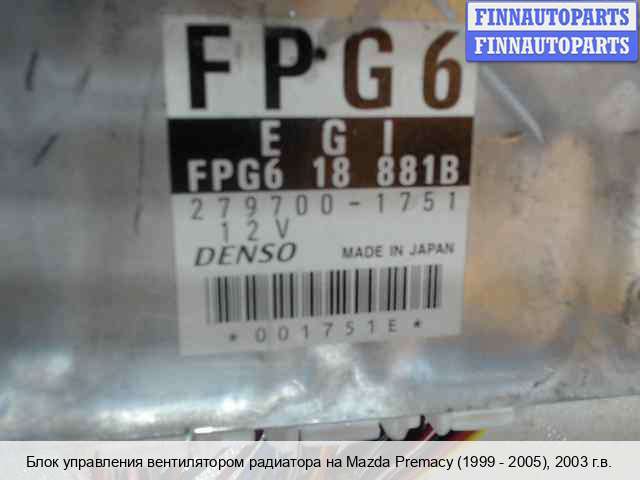 FINNAUTOPARTS
FINNAUTOPARTS
FPG6
EGI
FPG6 18 881B
279700-1751
12V
DENSO MADE IN JAPAN
*001751E*
Блок управления вентилятором радиатора на Mazda Premacy (1999 - 2005), 2003 г.в.